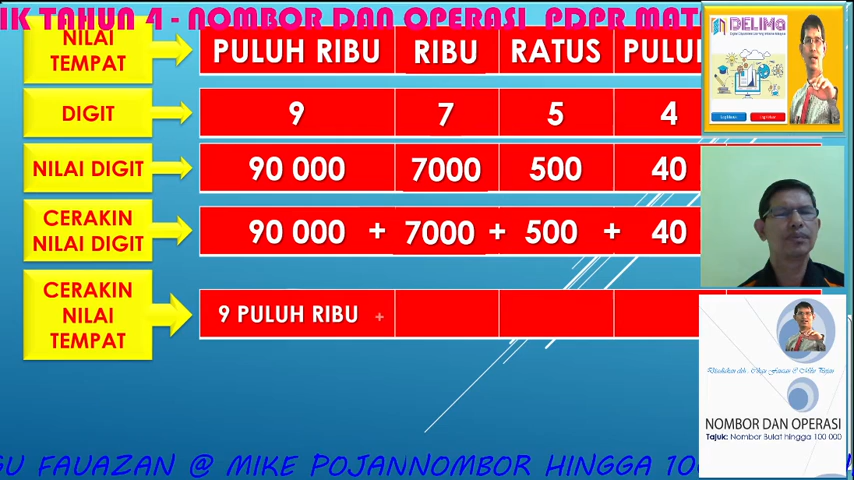 IK TAHUN 4 - NOMBOR DAN OPERASI PDPR MAT
NILAI TEMPAT
PULUH RIBU RIBU RATUS PULU
DIGIT
9 7 5 4
NILAI DIGIT
90 000 7000 500 40
CERAKIN
NILAI DIGIT
90 000 + 7000 + 500 + 40
CERAKIN
NILAI
TEMPAT
9 PULUH RIBU +
DELIMa
NOMBOR DAN OPERASI
Tajuk: Nombor Bulat hingga 100 000
GU FAUAZAN @ MIKE POJANNOMBOR HINGGA 10